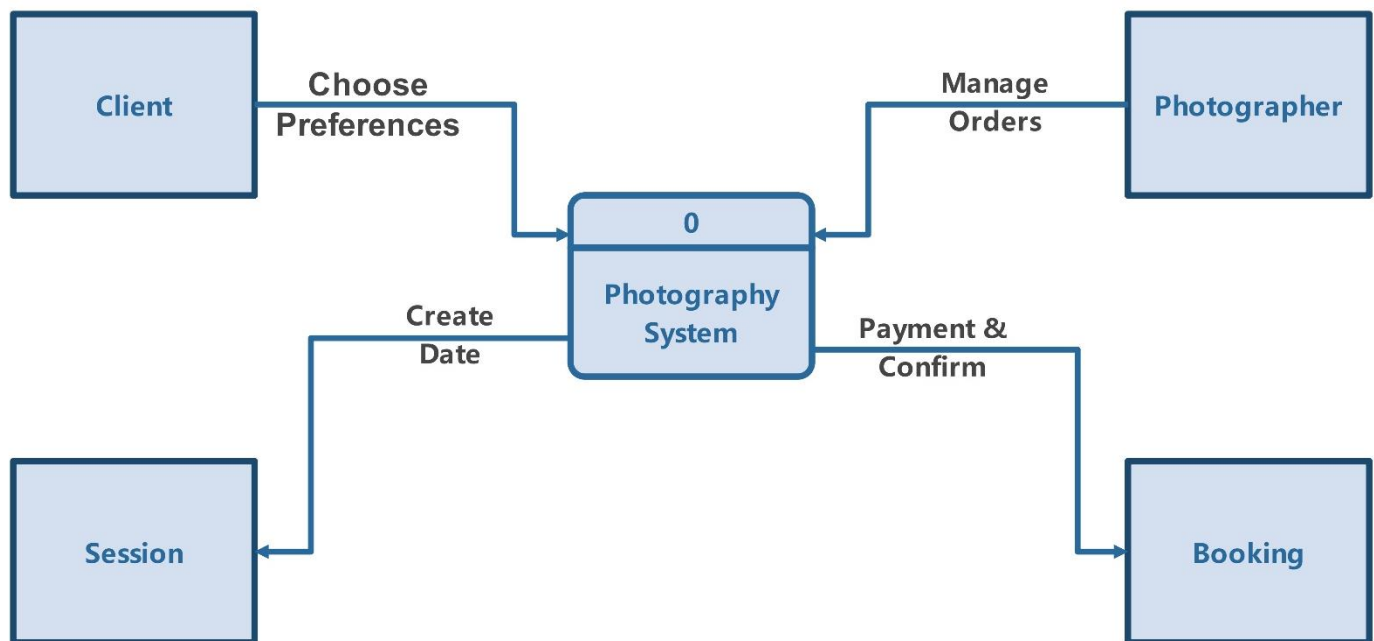 Client
Choose
Preferences
Manage
Orders
Photographer
0
Photography
System
Create
Date
Payment &
Confirm
Session
Booking